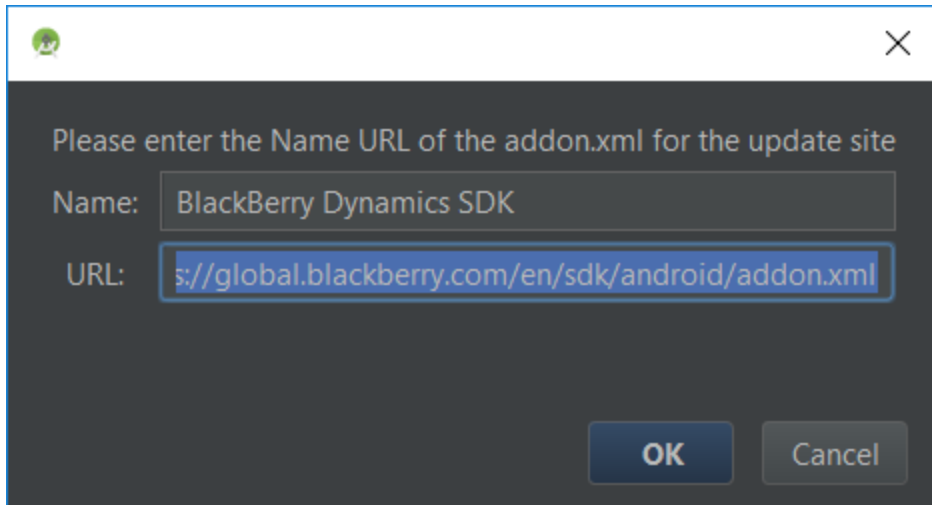 Please enter the Name URL of the addon.xml for the update site
Name: BlackBerry Dynamics SDK
URL: s://global.blackberry.com/en/sdk/android/addon.xml
OK Cancel